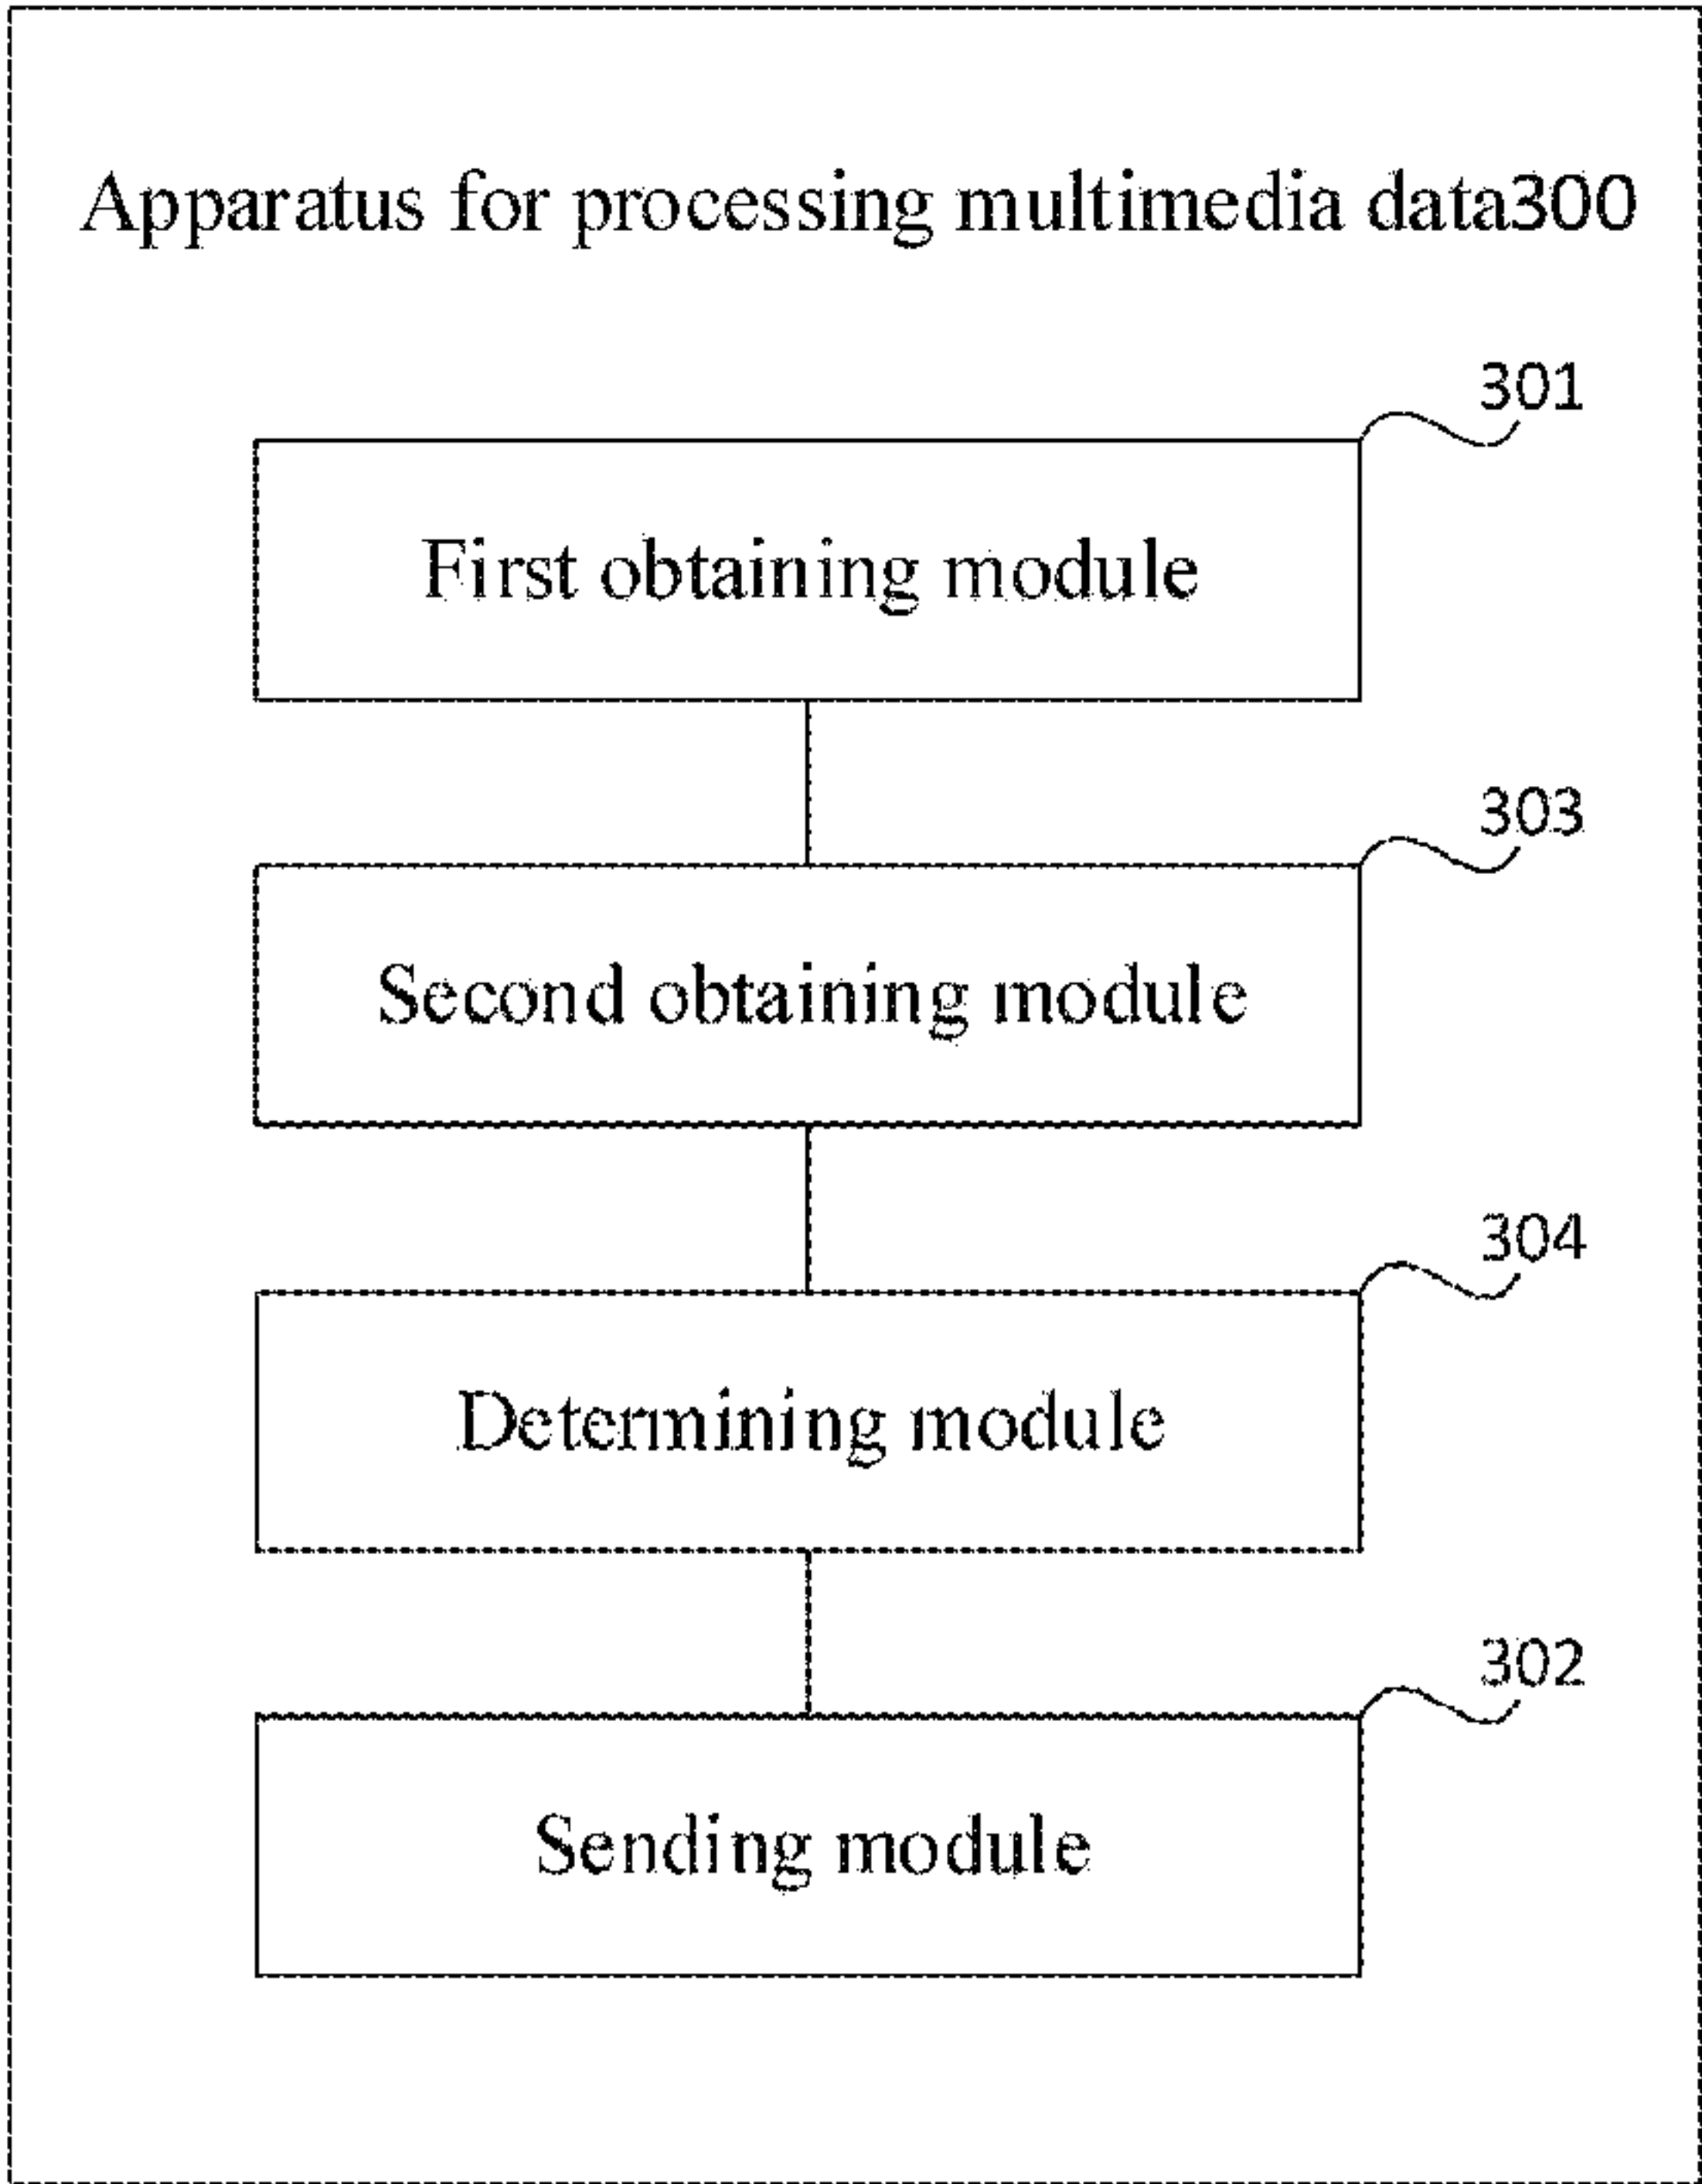 Apparatus for processing multimedia data300
301
First obtaining module
303
Second obtaining module
304
Determining module
302
Sending module